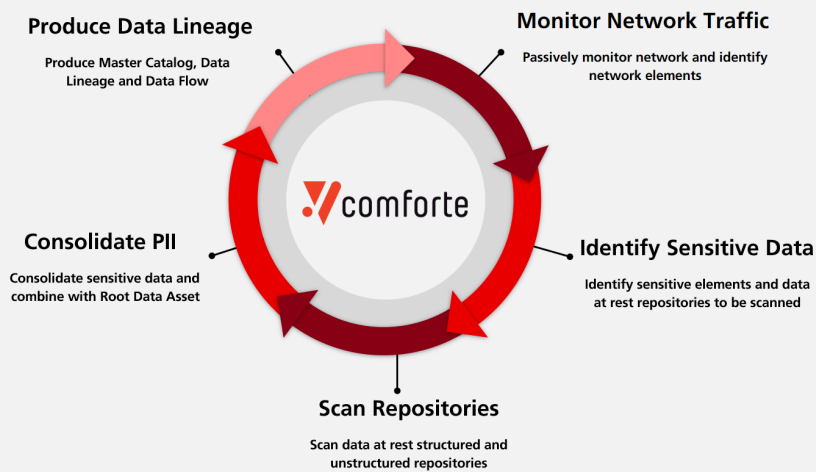 Produce Data Lineage
Produce Master Catalog, Data
Lineage and Data Flow
Monitor Network Traffic
Passively monitor network and identify
network elements
comforte
Consolidate PII
Consolidate sensitive data and
combine with Root Data Asset
Identify Sensitive Data
Identify sensitive elements and data
at rest repositories to be scanned
Scan Repositories
Scan data at rest structured and
unstructured repositories